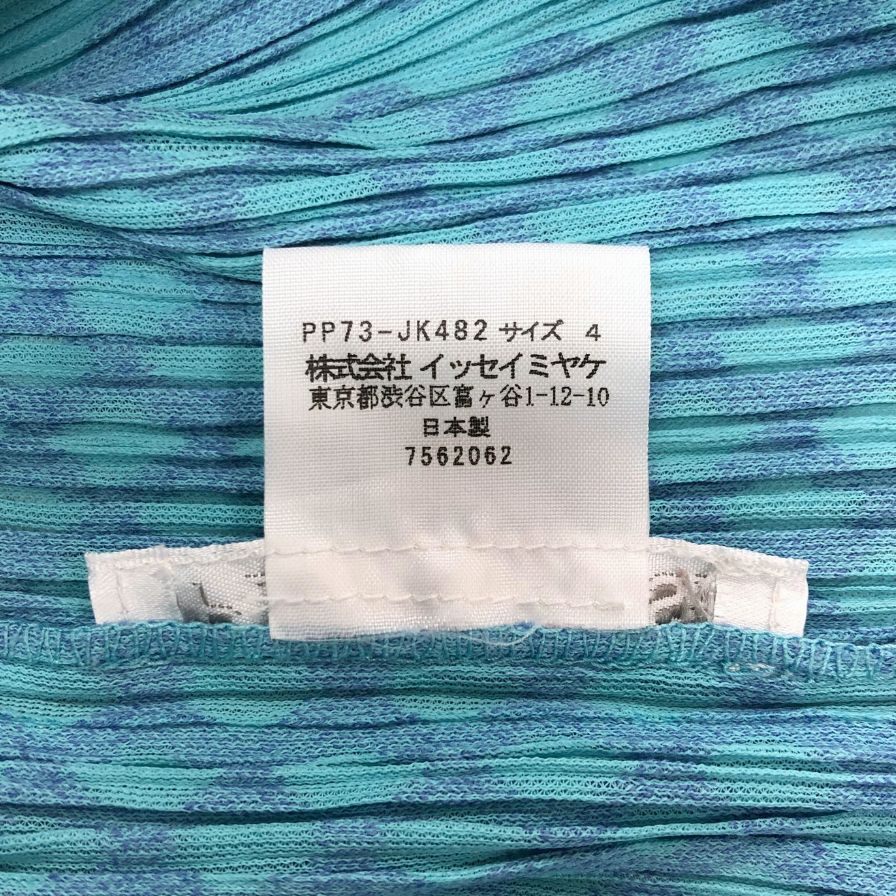 PP73-JK482 サイズ 4
株式会社 イッセイミヤケ
東京都渋谷区富ヶ谷1-12-10
日本製
7562062